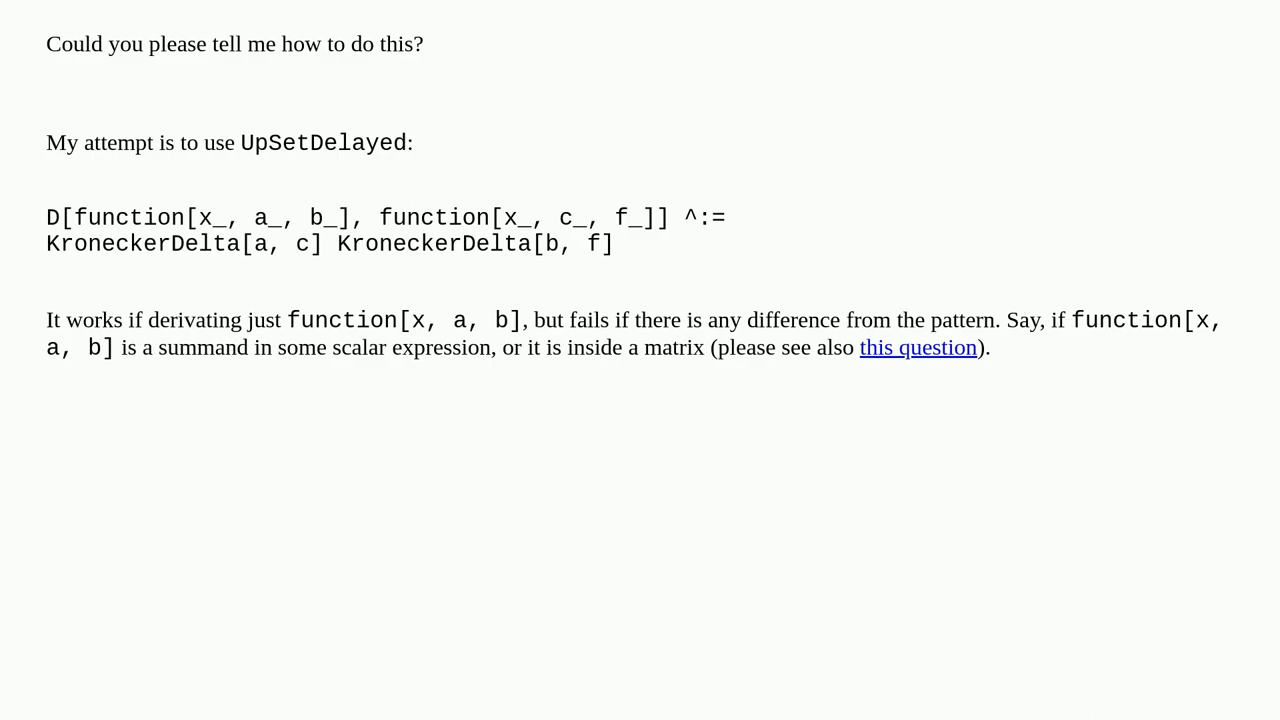 Could you please tell me how to do this?
My attempt is to use UpSetDelayed:
D[function[x_, a_, b_], function[x_, c_, f_]] ^:=
KroneckerDelta[a, c] KroneckerDelta[b, f]
It works if derivating just function[x, a, b], but fails if there is any difference from the pattern. Say, if function[x,
a, b] is a summand in some scalar expression, or it is inside a matrix (please see also this question).